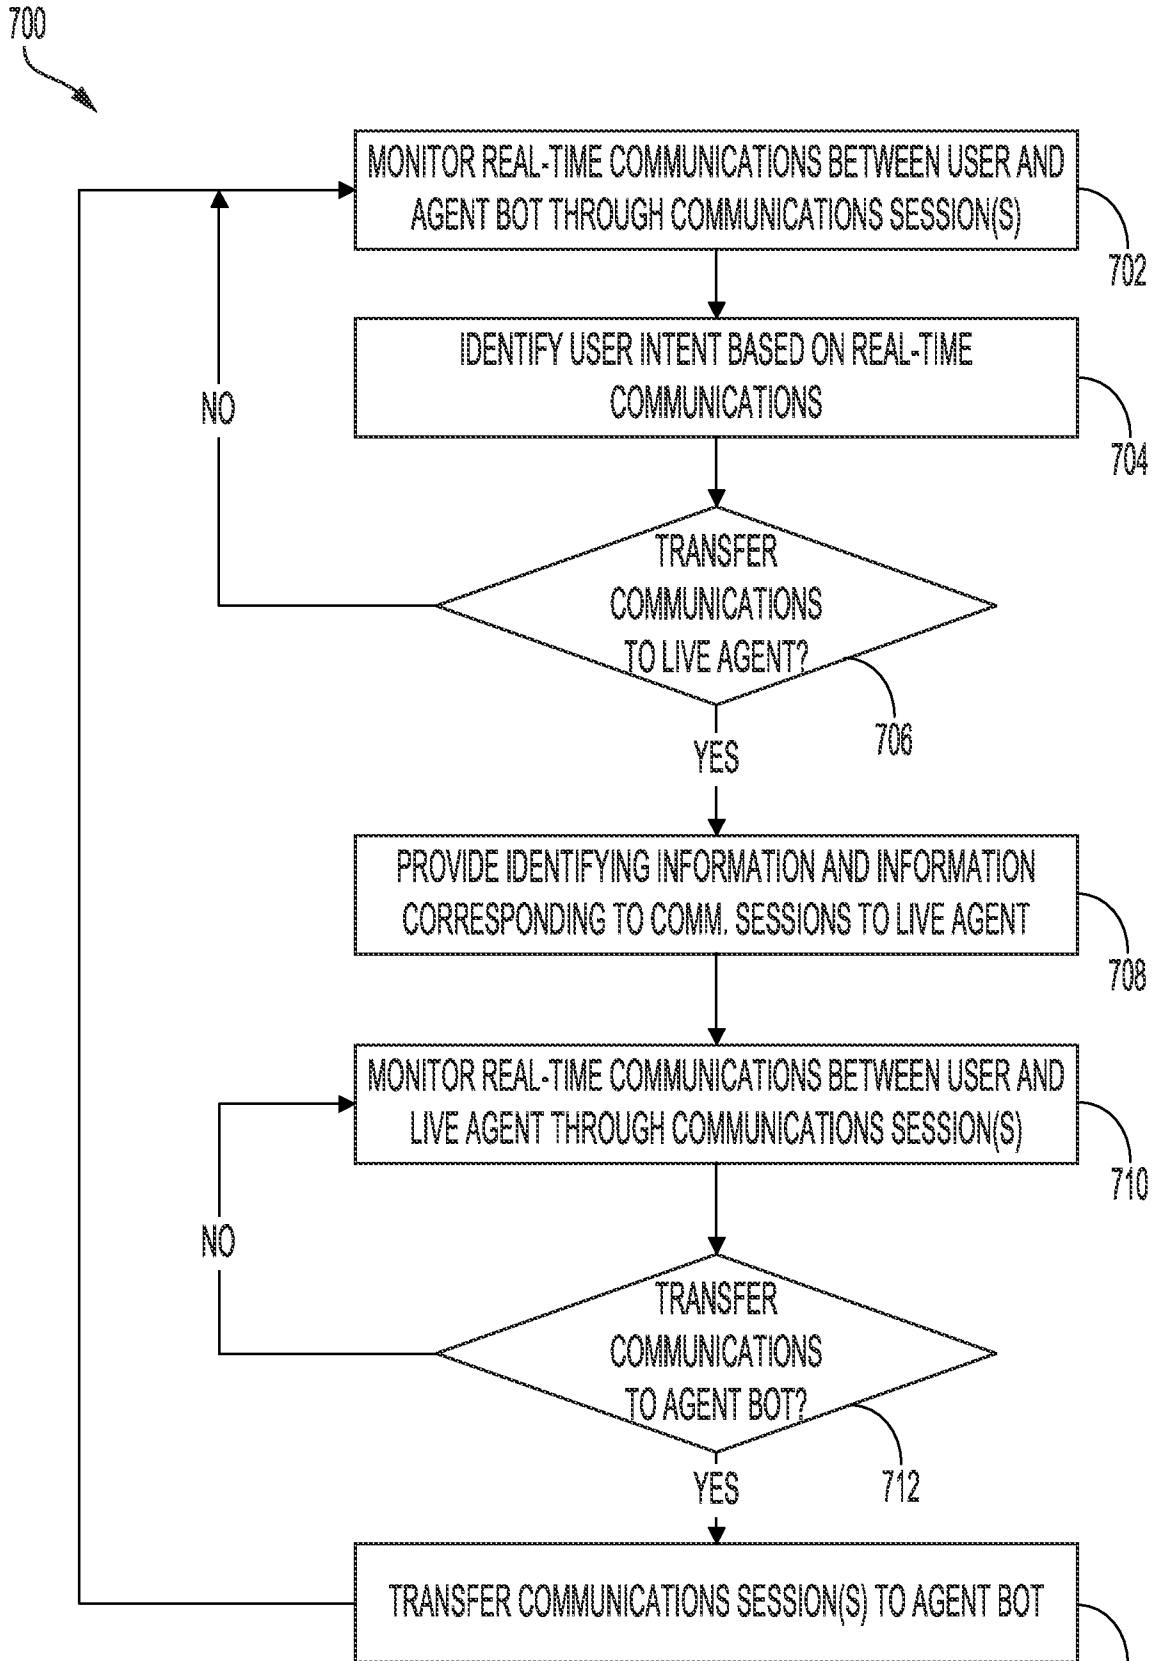 700
MONITOR REAL-TIME COMMUNICATIONS BETWEEN USER AND
AGENT BOT THROUGH COMMUNICATIONS SESSION(S)
702
IDENTIFY USER INTENT BASED ON REAL-TIME
COMMUNICATIONS
704
NO
TRANSFER
COMMUNICATIONS
TO LIVE AGENT?
706
YES
PROVIDE IDENTIFYING INFORMATION AND INFORMATION
CORRESPONDING TO COMM. SESSIONS TO LIVE AGENT
708
MONITOR REAL-TIME COMMUNICATIONS BETWEEN USER AND
LIVE AGENT THROUGH COMMUNICATIONS SESSION(S)
710
NO
TRANSFER
COMMUNICATIONS
TO AGENT BOT?
712
YES
TRANSFER COMMUNICATIONS SESSION(S) TO AGENT BOT